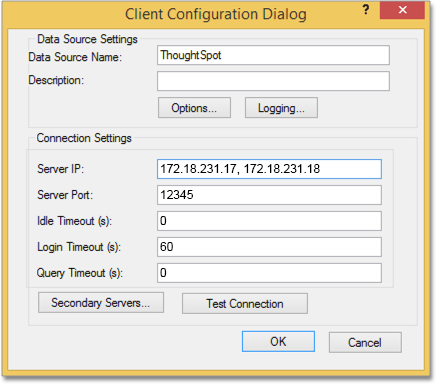 Client Configuration Dialog
? ×
Data Source Settings
Data Source Name: ThoughtSpot
Description:
Options... Logging...
Connection Settings
Server IP: 172.18.231.17, 172.18.231.18
Server Port: 12345
Idle Timeout (s): 0
Login Timeout (s): 60
Query Timeout (s): 0
Secondary Servers... Test Connection
OK Cancel